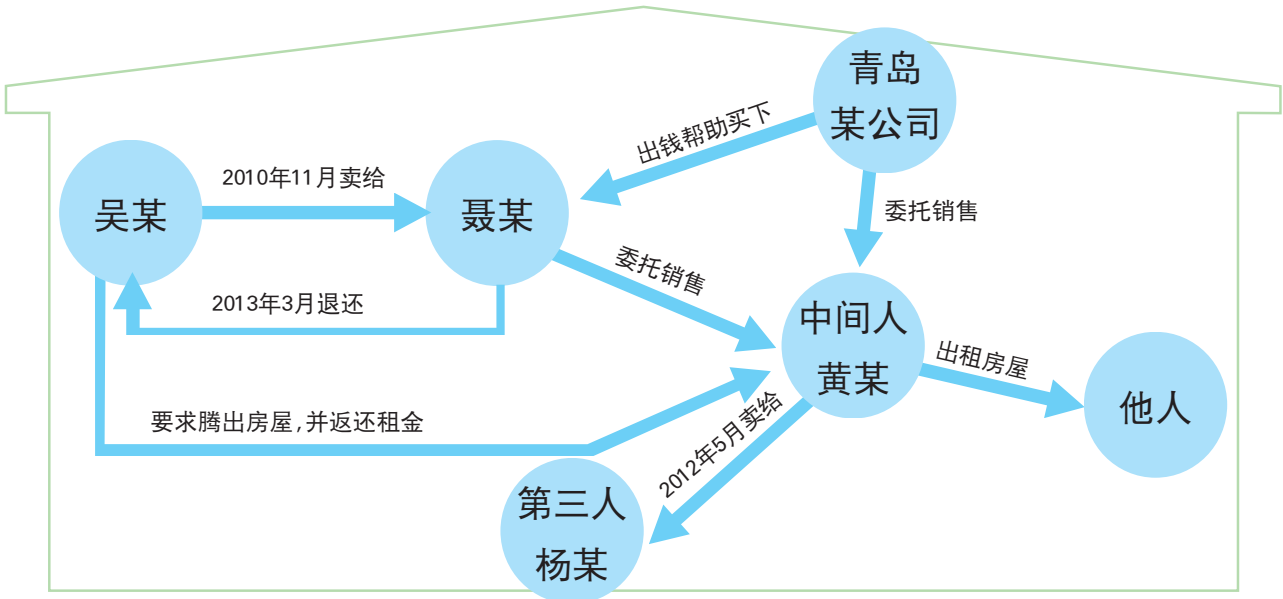 青岛
某公司
出钱帮助买下
2010年11月卖给
吴某
聂某
委托销售
委托销售
2013年3月退还
中间人
黄某
出租房屋
他人
要求腾出房屋,并返还租金
2012年5月卖给
第三人
杨某